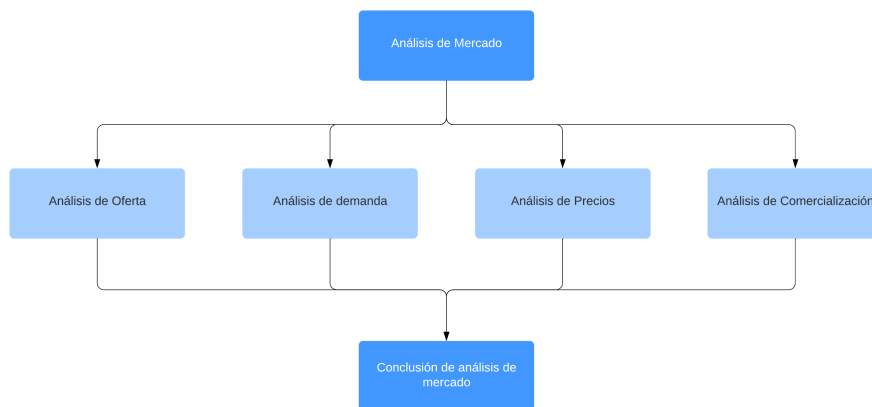 Análisis de Mercado
Análisis de Oferta
Análisis de demanda
Análisis de Precios
Análisis de Comercialización
Conclusión de análisis de
mercado